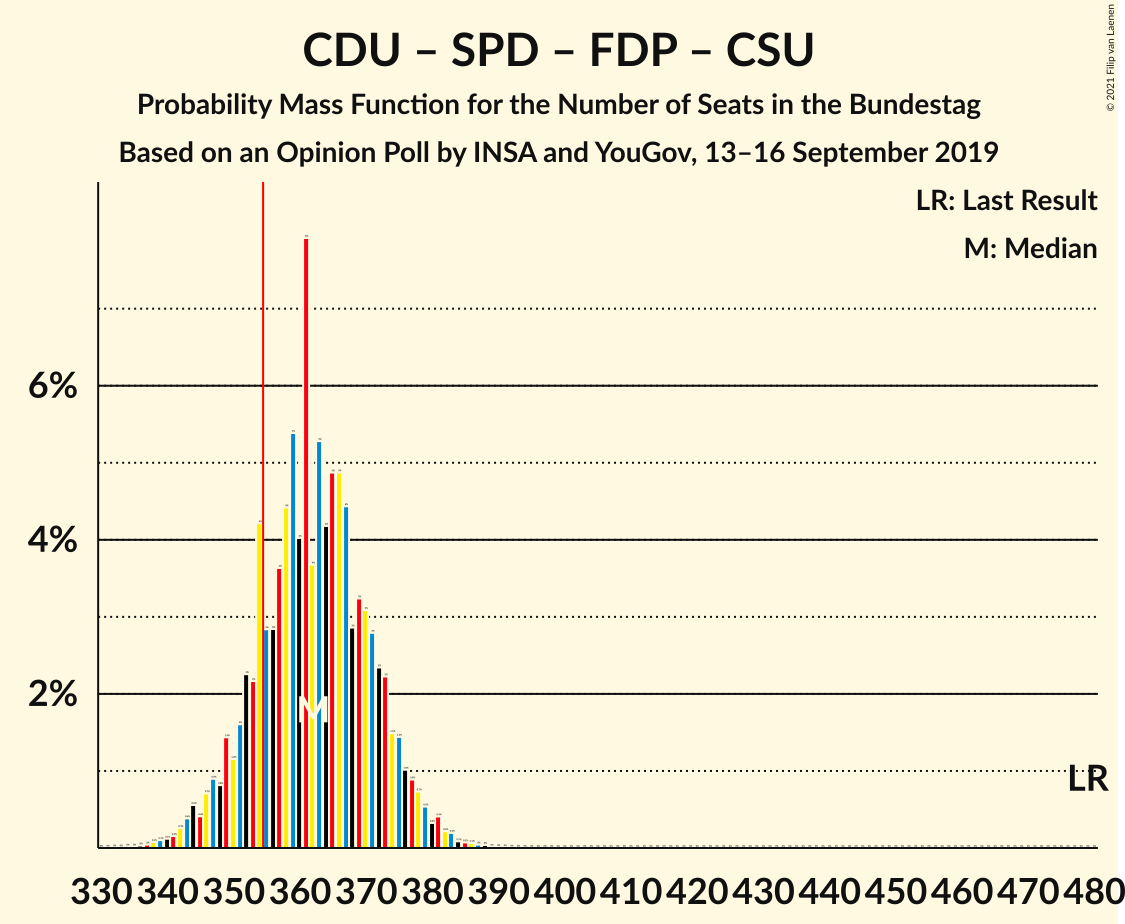 CDU – SPD – FDP – CSU
Probability Mass Function for the Number of Seats in the Bundestag
Based on an Opinion Poll by INSA and YouGov, 13–16 September 2019
© 2021 Filip van Laenen
LR: Last Result
M: Median
6%
4%
2%
M
LR
330 340 350 360 370 380 390 400 410 420 430 440 450 460 470 480